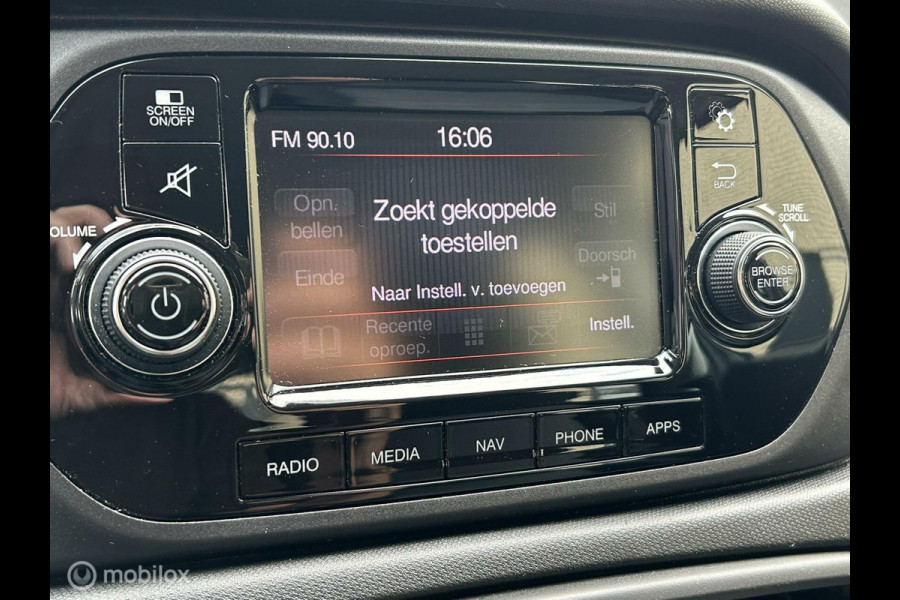 SCREEN
ON/OFF
VOLUME
FM 90.10
16:06
Opn.
bellen
Zoekt gekoppelde
toestellen
Stil
Einde
Doorsch
Naar Instell. v. toevoegen
Recente
oproep.
Instell.
BACK
TUNE
SCROLL
BROWSE
ENTER
RADIO
MEDIA
NAV
PHONE
APPS
mobilox